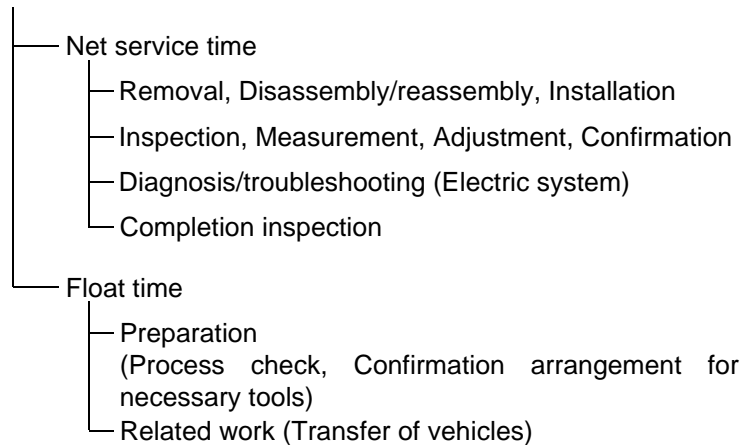 Net service time
Removal, Disassembly/reassembly, Installation
Inspection, Measurement, Adjustment, Confirmation
Diagnosis/troubleshooting (Electric system)
Completion inspection
Float time
Preparation
(Process check, Confirmation arrangement for
necessary tools)
Related work (Transfer of vehicles)